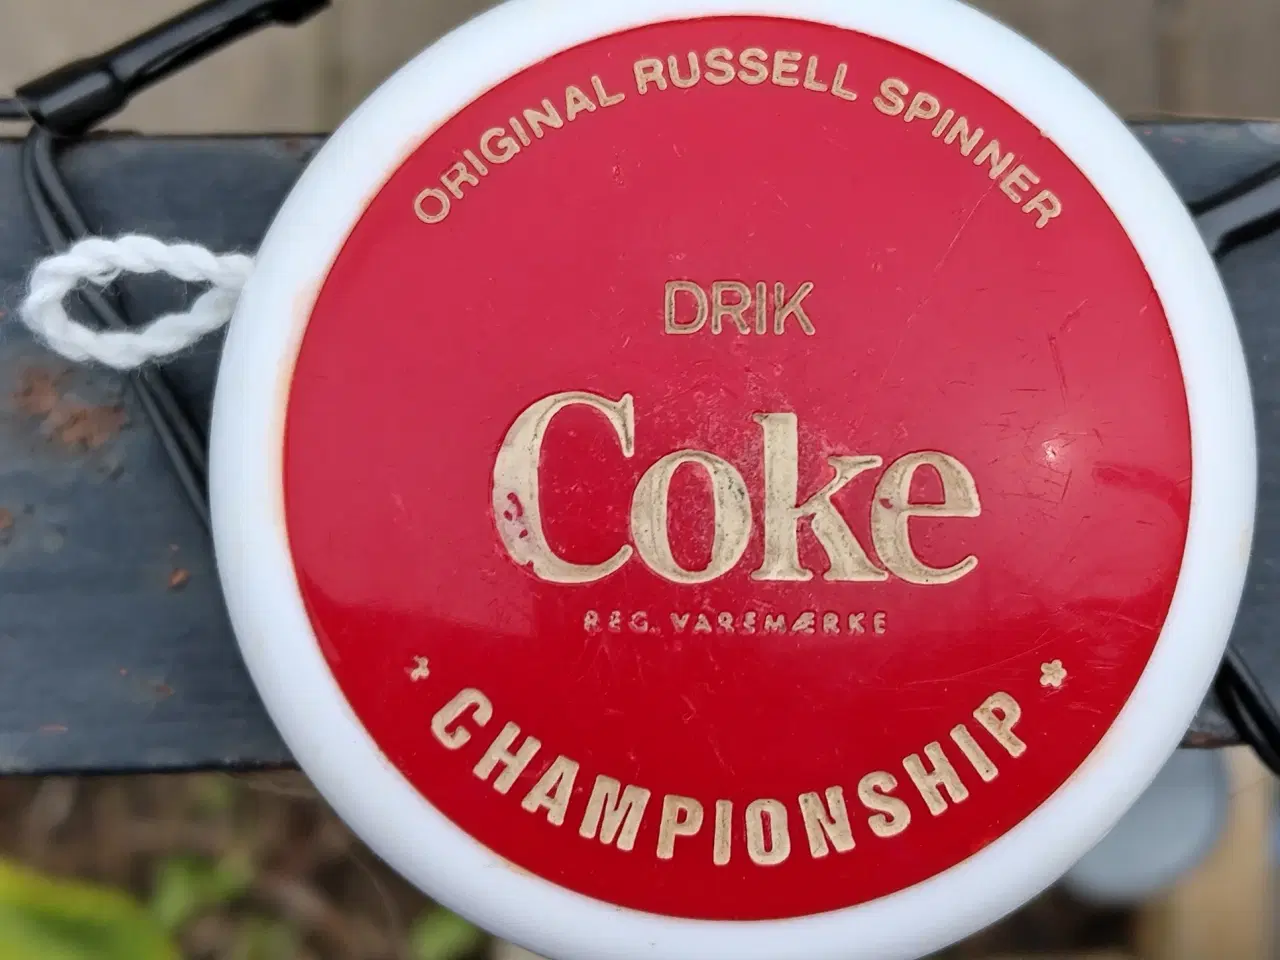 ORIGINAL RUSSELL SPINNER
DRIK
Coke
REG. VAREMÆRKE
* CHAMPIONSHIP *